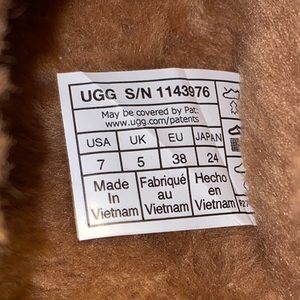 UGG S/N 1143976
May be covered by Pat:
www.ugg.com/patents
USA UK EU JAPAN
7 5 38 24
Made Fabriqué Hecho
In au en
Vietnam Vietnam Vietnam